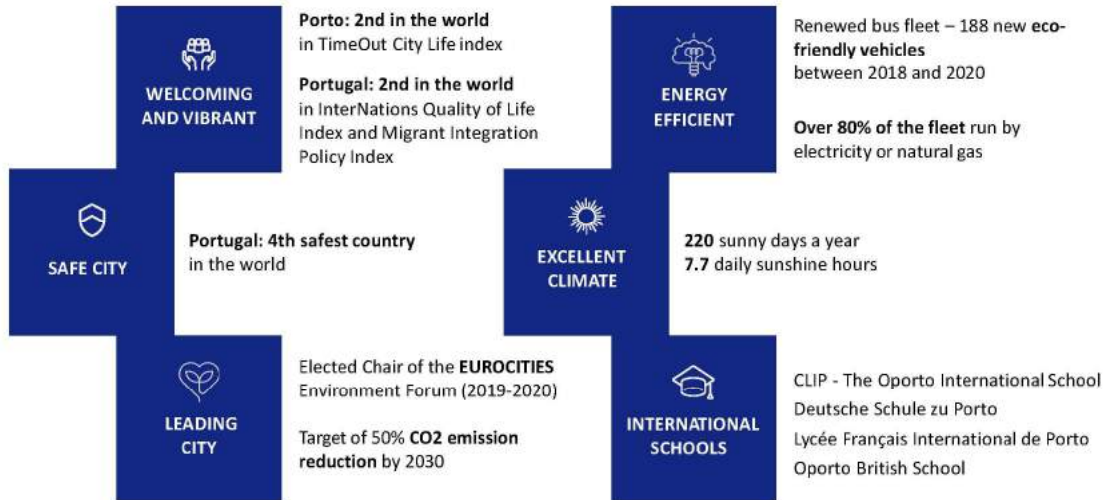 WELCOMING
AND VIBRANT
Porto: 2nd in the world
in TimeOut City Life index
Portugal: 2nd in the world
in InterNations Quality of Life
Index and Migrant Integration
Policy Index
SAFE CITY
Portugal: 4th safest country
in the world
LEADING
CITY
Elected Chair of the EUROCITIES
Environment Forum (2019-2020)
Target of 50% CO2 emission
reduction by 2030
ENERGY
EFFICIENT
Renewed bus fleet – 188 new eco-
friendly vehicles
between 2018 and 2020
Over 80% of the fleet run by
electricity or natural gas
EXCELLENT
CLIMATE
220 sunny days a year
7.7 daily sunshine hours
INTERNATIONAL
SCHOOLS
CLIP - The Oporto International School
Deutsche Schule zu Porto
Lycée Français International de Porto
Oporto British School